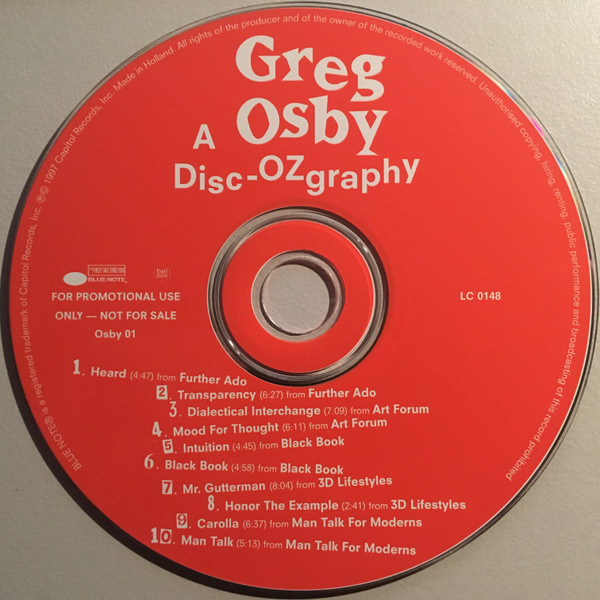 Greg
Osby
A
Disc-OZgraphy
BLUE NOTE
FOR PROMOTIONAL USE
ONLY — NOT FOR SALE
Osby 01
LC 0148
1. Heard (4:47) from Further Ado
2. Transparency (6:27) from Further Ado
3. Dialectical Interchange (7:09) from Art Forum
4. Mood For Thought (6:11) from Art Forum
5. Intuition (4:45) from Black Book
6. Black Book (4:58) from Black Book
7. Mr. Gutterman (8:04) from 3D Lifestyles
8. Honor The Example (2:41) from 3D Lifestyles
9. Carolla (6:37) from Man Talk For Moderns
10. Man Talk (5:13) from Man Talk For Moderns
BLUE NOTE® is a registered trademark of Capitol Records, Inc. ℗© 1997 Capitol Records, Inc. Made in Holland. All rights of the producer and of the owner of the recorded work reserved. Unauthorised copying, hiring, renting, public performance and broadcasting of this record prohibited